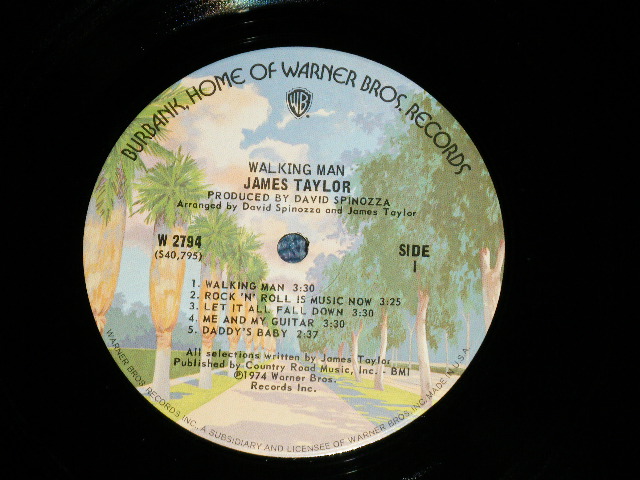 BURBANK, HOME OF WARNER BROS. RECORDS
WB
WALKING MAN
JAMES TAYLOR
PRODUCED BY DAVID SPINOZZA
Arranged by David Spinozza and James Taylor
W 2794
(S40,795)
SIDE
1
1. WALKING MAN 3:30
2. ROCK 'N' ROLL IS MUSIC NOW 3:25
3. LET IT ALL FALL DOWN 3:30
4. ME AND MY GUITAR 3:30
5. DADDY'S BABY 2:37
All selections written by James Taylor
Published by Country Road Music, Inc. - BMI
℗1974 Warner Bros.
Records Inc.
WARNER BROS. RECORDS INC., A SUBSIDIARY AND LICENSEE OF WARNER BROS. INC. MADE IN U.S.A.